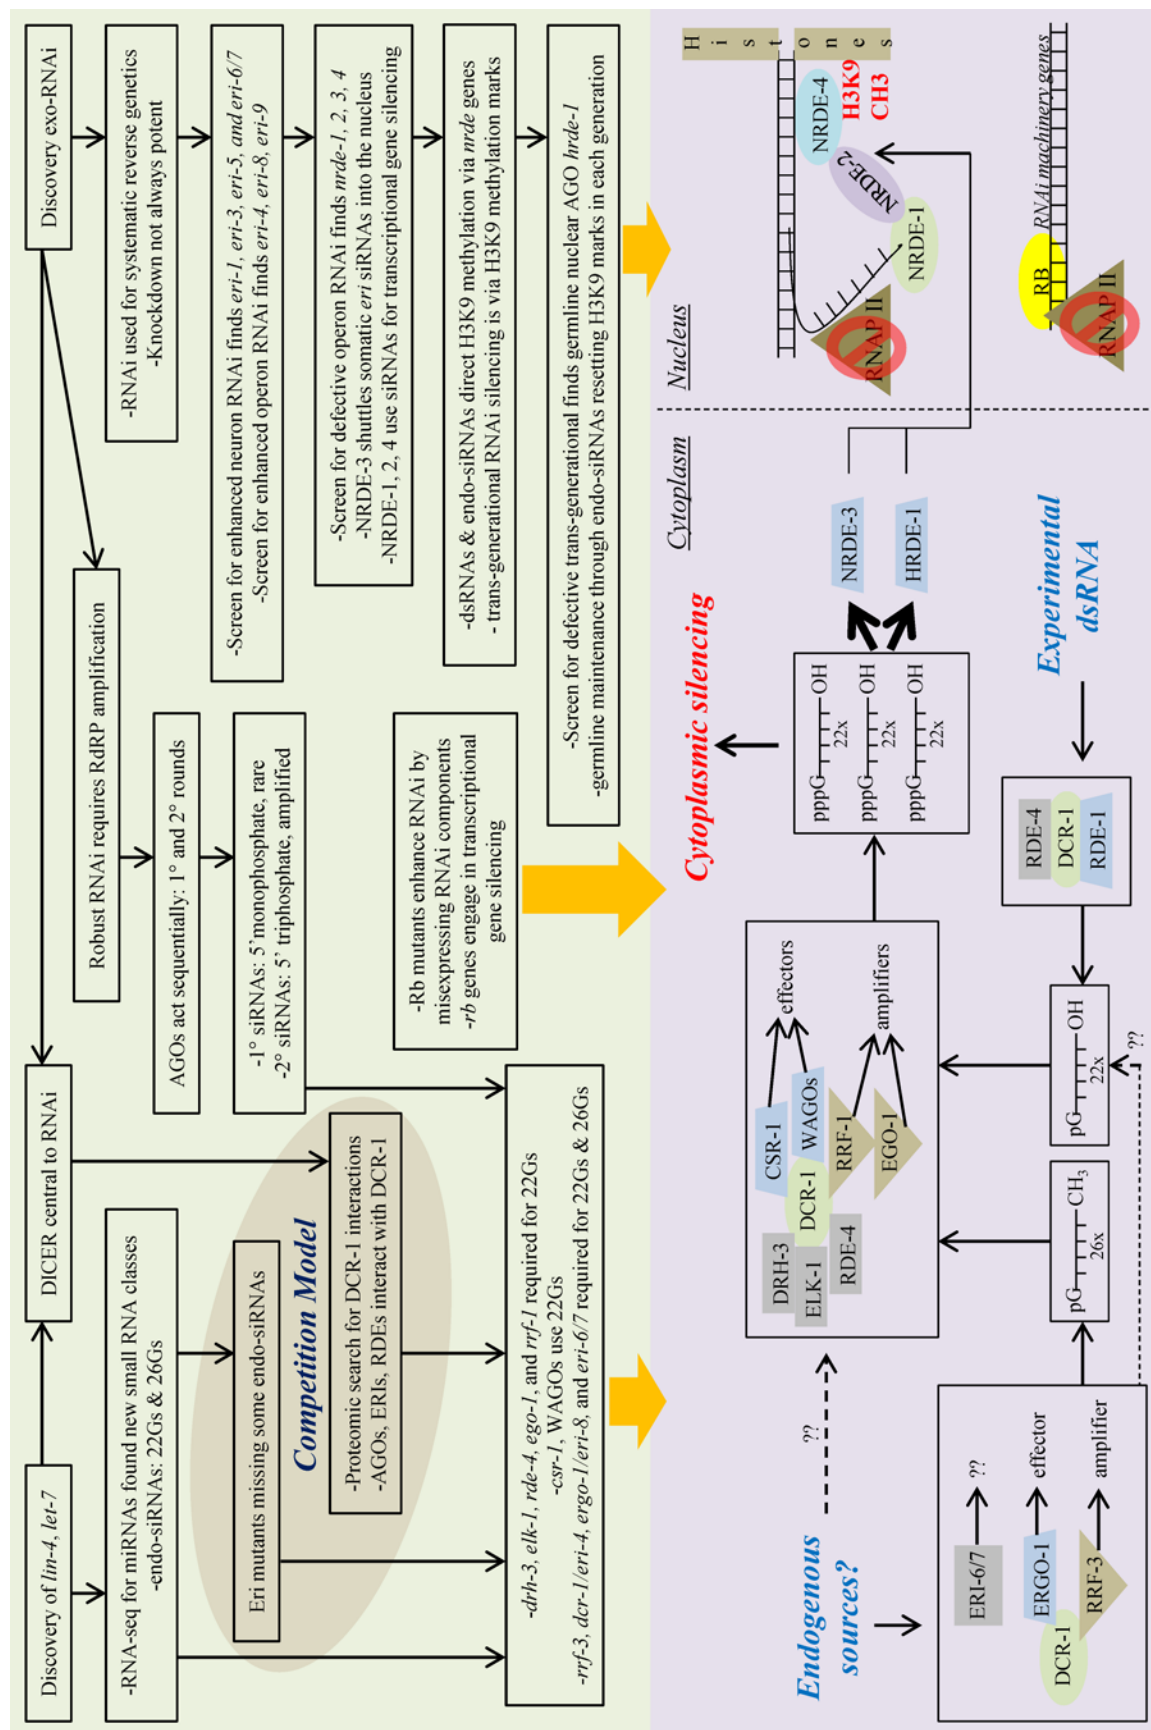 Discovery of lin-4, let-7
DICER central to RNAi
Discovery exo-RNAi
-RNA-seq for miRNAs found new small RNA classes
-endo-siRNAs: 22Gs & 26Gs
Robust RNAi requires RdRP amplification
-RNAi used for systematic reverse genetics
-Knockdown not always potent
AGOs act sequentially: 1° and 2° rounds
-Screen for enhanced neuron RNAi finds eri-1, eri-3, eri-5, and eri-6/7
-Screen for enhanced operon RNAi finds eri-4, eri-8, eri-9
Eri mutants missing some endo-siRNAs
-1° siRNAs: 5’monophosphate, rare
-2° siRNAs: 5’ triphosphate, amplified
Competition Model
-Screen for defective operon RNAi finds nrde-1, 2, 3, 4
-NRDE-3 shuttles somatic eri siRNAs into the nucleus
-NRDE-1, 2, 4 use siRNAs for transcriptional gene silencing
-Proteomic search for DCR-1 interactions
-AGOs, ERIs, RDEs interact with DCR-1
-Rb mutants enhance RNAi by
misexpressing RNAi components
-rb genes engage in transcriptional
gene silencing
-dsRNAs & endo-siRNAs direct H3K9 methylation via nrde genes
- trans-generational RNAi silencing is via H3K9 methylation marks
-drh-3, elk-1, rde-4, ego-1, and rrf-1 required for 22Gs
-csr-1, WAGOs use 22Gs
-rrf-3, dcr-1/eri-4, ergo-1/eri-8, and eri-6/7 required for 22Gs & 26Gs
-Screen for defective trans-generational finds germline nuclear AGO hrde-1
-germline maintenance through endo-siRNAs resetting H3K9 marks in each generation
Cytoplasm
Nucleus
Cytoplasmic silencing
Endogenous
sources?
??
DRH-3
ELK-1
RDE-4
DCR-1
CSR-1
WAGOs
RRF-1
EGO-1
effectors
amplifiers
pppG
OH
22x
pppG
OH
22x
pppG
OH
22x
NRDE-3
HRDE-1
Histones
NRDE-4
H3K9
CH3
NRDE-2
NRDE-1
RNAP II
ERI-6/7
??
ERGO-1
effector
DCR-1
RRF-3
amplifier
pG
CH3
26x
pG
OH
22x
??
RDE-4
DCR-1
RDE-1
Experimental
dsRNA
RB
RNAi machinery genes
RNAP II